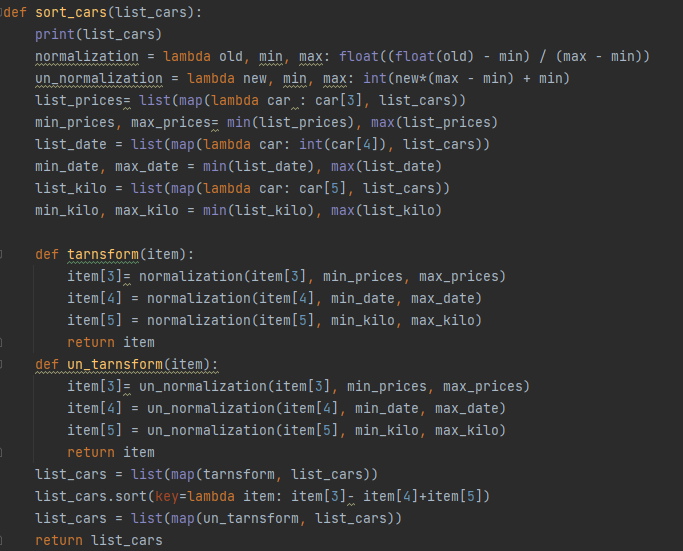 def sort_cars(list_cars):
    print(list_cars)
    normalization = lambda old, min, max: float((float(old) - min) / (max - min))
    un_normalization = lambda new, min, max: int(new*(max - min) + min)
    list_prices= list(map(lambda car : car[3], list_cars))
    min_prices, max_prices= min(list_prices), max(list_prices)
    list_date = list(map(lambda car: int(car[4]), list_cars))
    min_date, max_date = min(list_date), max(list_date)
    list_kilo = list(map(lambda car: car[5], list_cars))
    min_kilo, max_kilo = min(list_kilo), max(list_kilo)

    def tarnsform(item):
        item[3]= normalization(item[3], min_prices, max_prices)
        item[4] = normalization(item[4], min_date, max_date)
        item[5] = normalization(item[5], min_kilo, max_kilo)
        return item
    def un_tarnsform(item):
        item[3]= un_normalization(item[3], min_prices, max_prices)
        item[4] = un_normalization(item[4], min_date, max_date)
        item[5] = un_normalization(item[5], min_kilo, max_kilo)
        return item
    list_cars = list(map(tarnsform, list_cars))
    list_cars.sort(key=lambda item: item[3]- item[4]+item[5])
    list_cars = list(map(un_tarnsform, list_cars))
    return list_cars